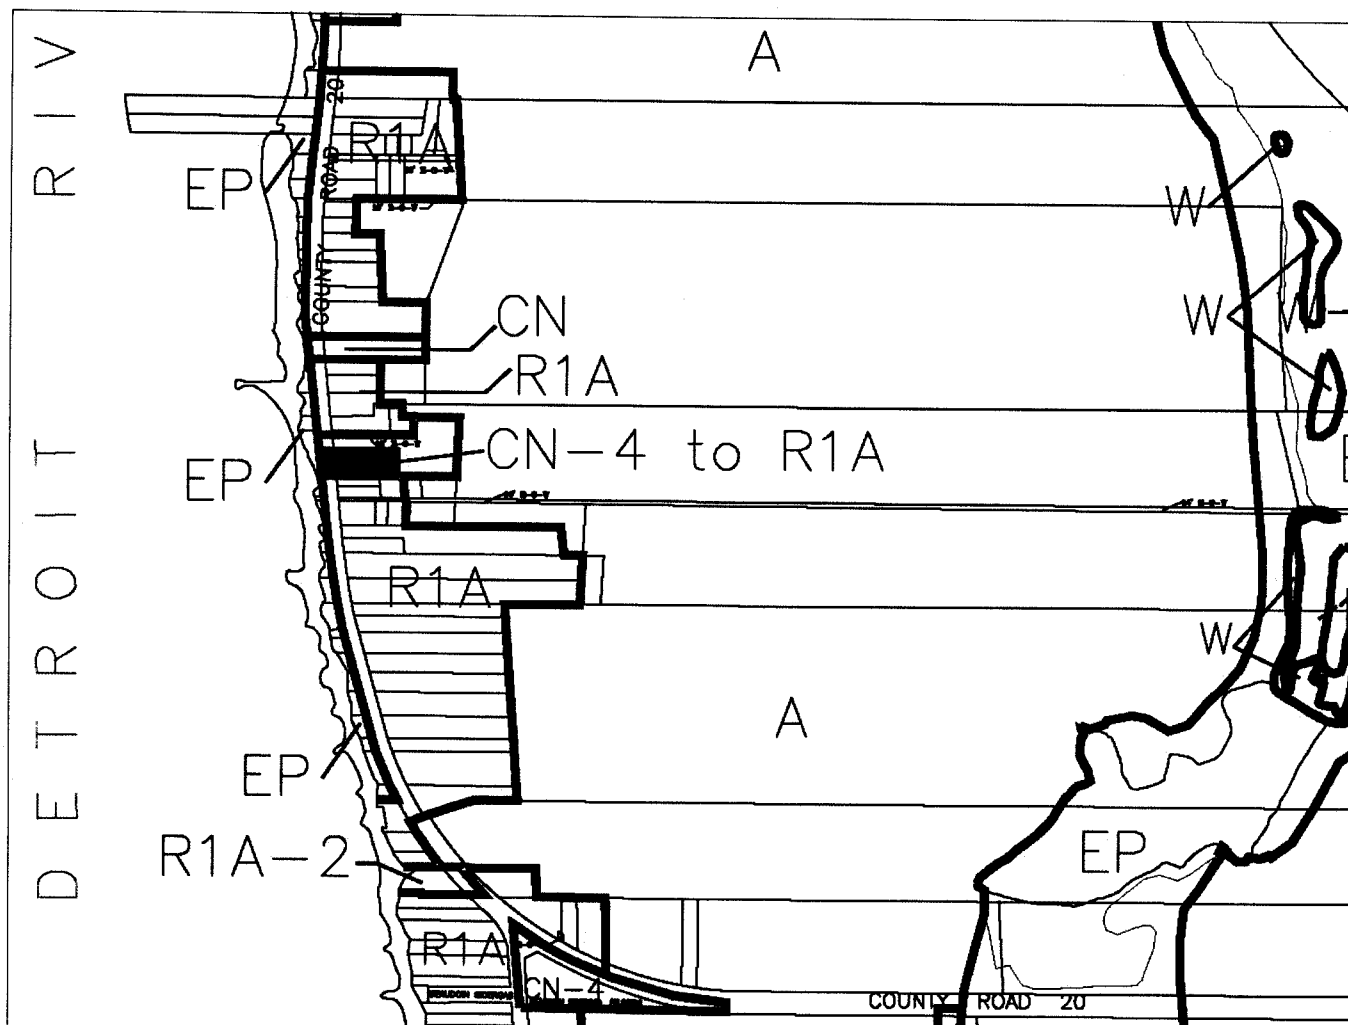 DETROIT RIV
A
COUNTY ROAD 20
R1A
EP
W
CN
W
W
R1A
CN-4 to R1A
EP
R1A
W
A
EP
EP
R1A-2
R1A
CN-4
COUNTY ROAD 20